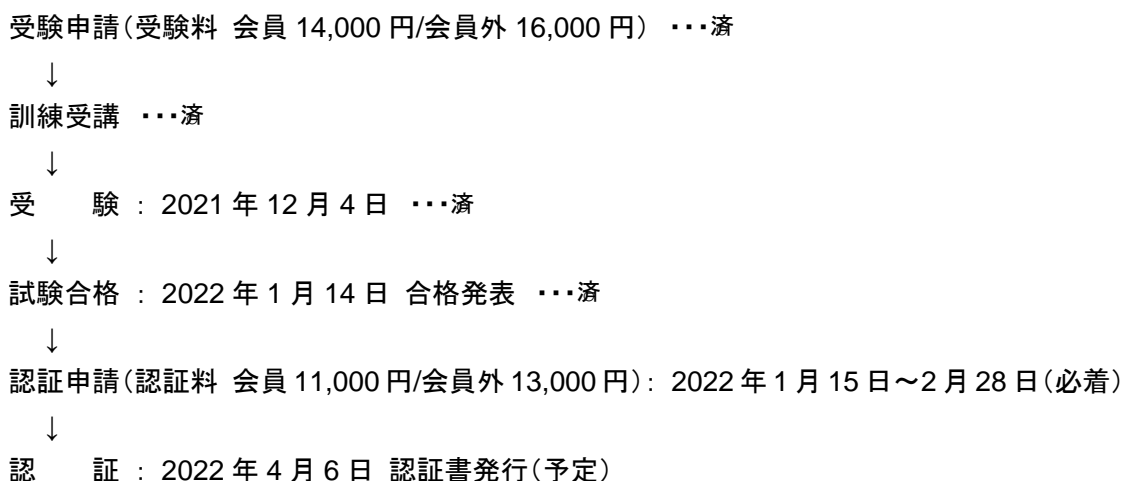 受験申請（受験料 会員 14,000 円/会員外 16,000 円） ・・・済
↓
訓練受講 ・・・済
↓
受　　験 ： 2021 年 12 月 4 日 ・・・済
↓
試験合格 ： 2022 年 1 月 14 日 合格発表 ・・・済
↓
認証申請（認証料 会員 11,000 円/会員外 13,000 円）： 2022 年 1 月 15 日～2 月 28 日（必着）
↓
認　　証 ： 2022 年 4 月 6 日 認証書発行（予定）